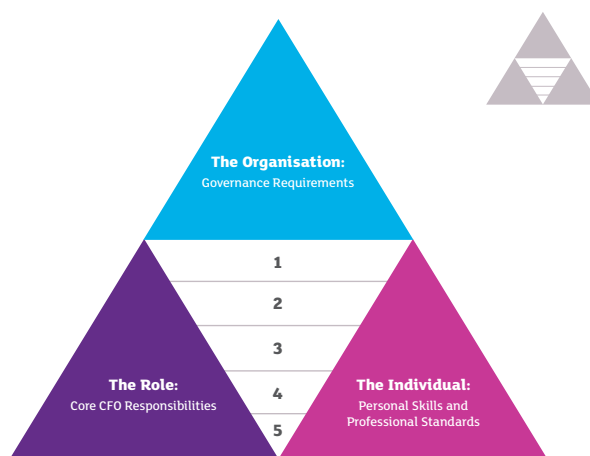 The Organisation:
Governance Requirements
1
2
3
4
5
The Role:
Core CFO Responsibilities
The Individual:
Personal Skills and
Professional Standards